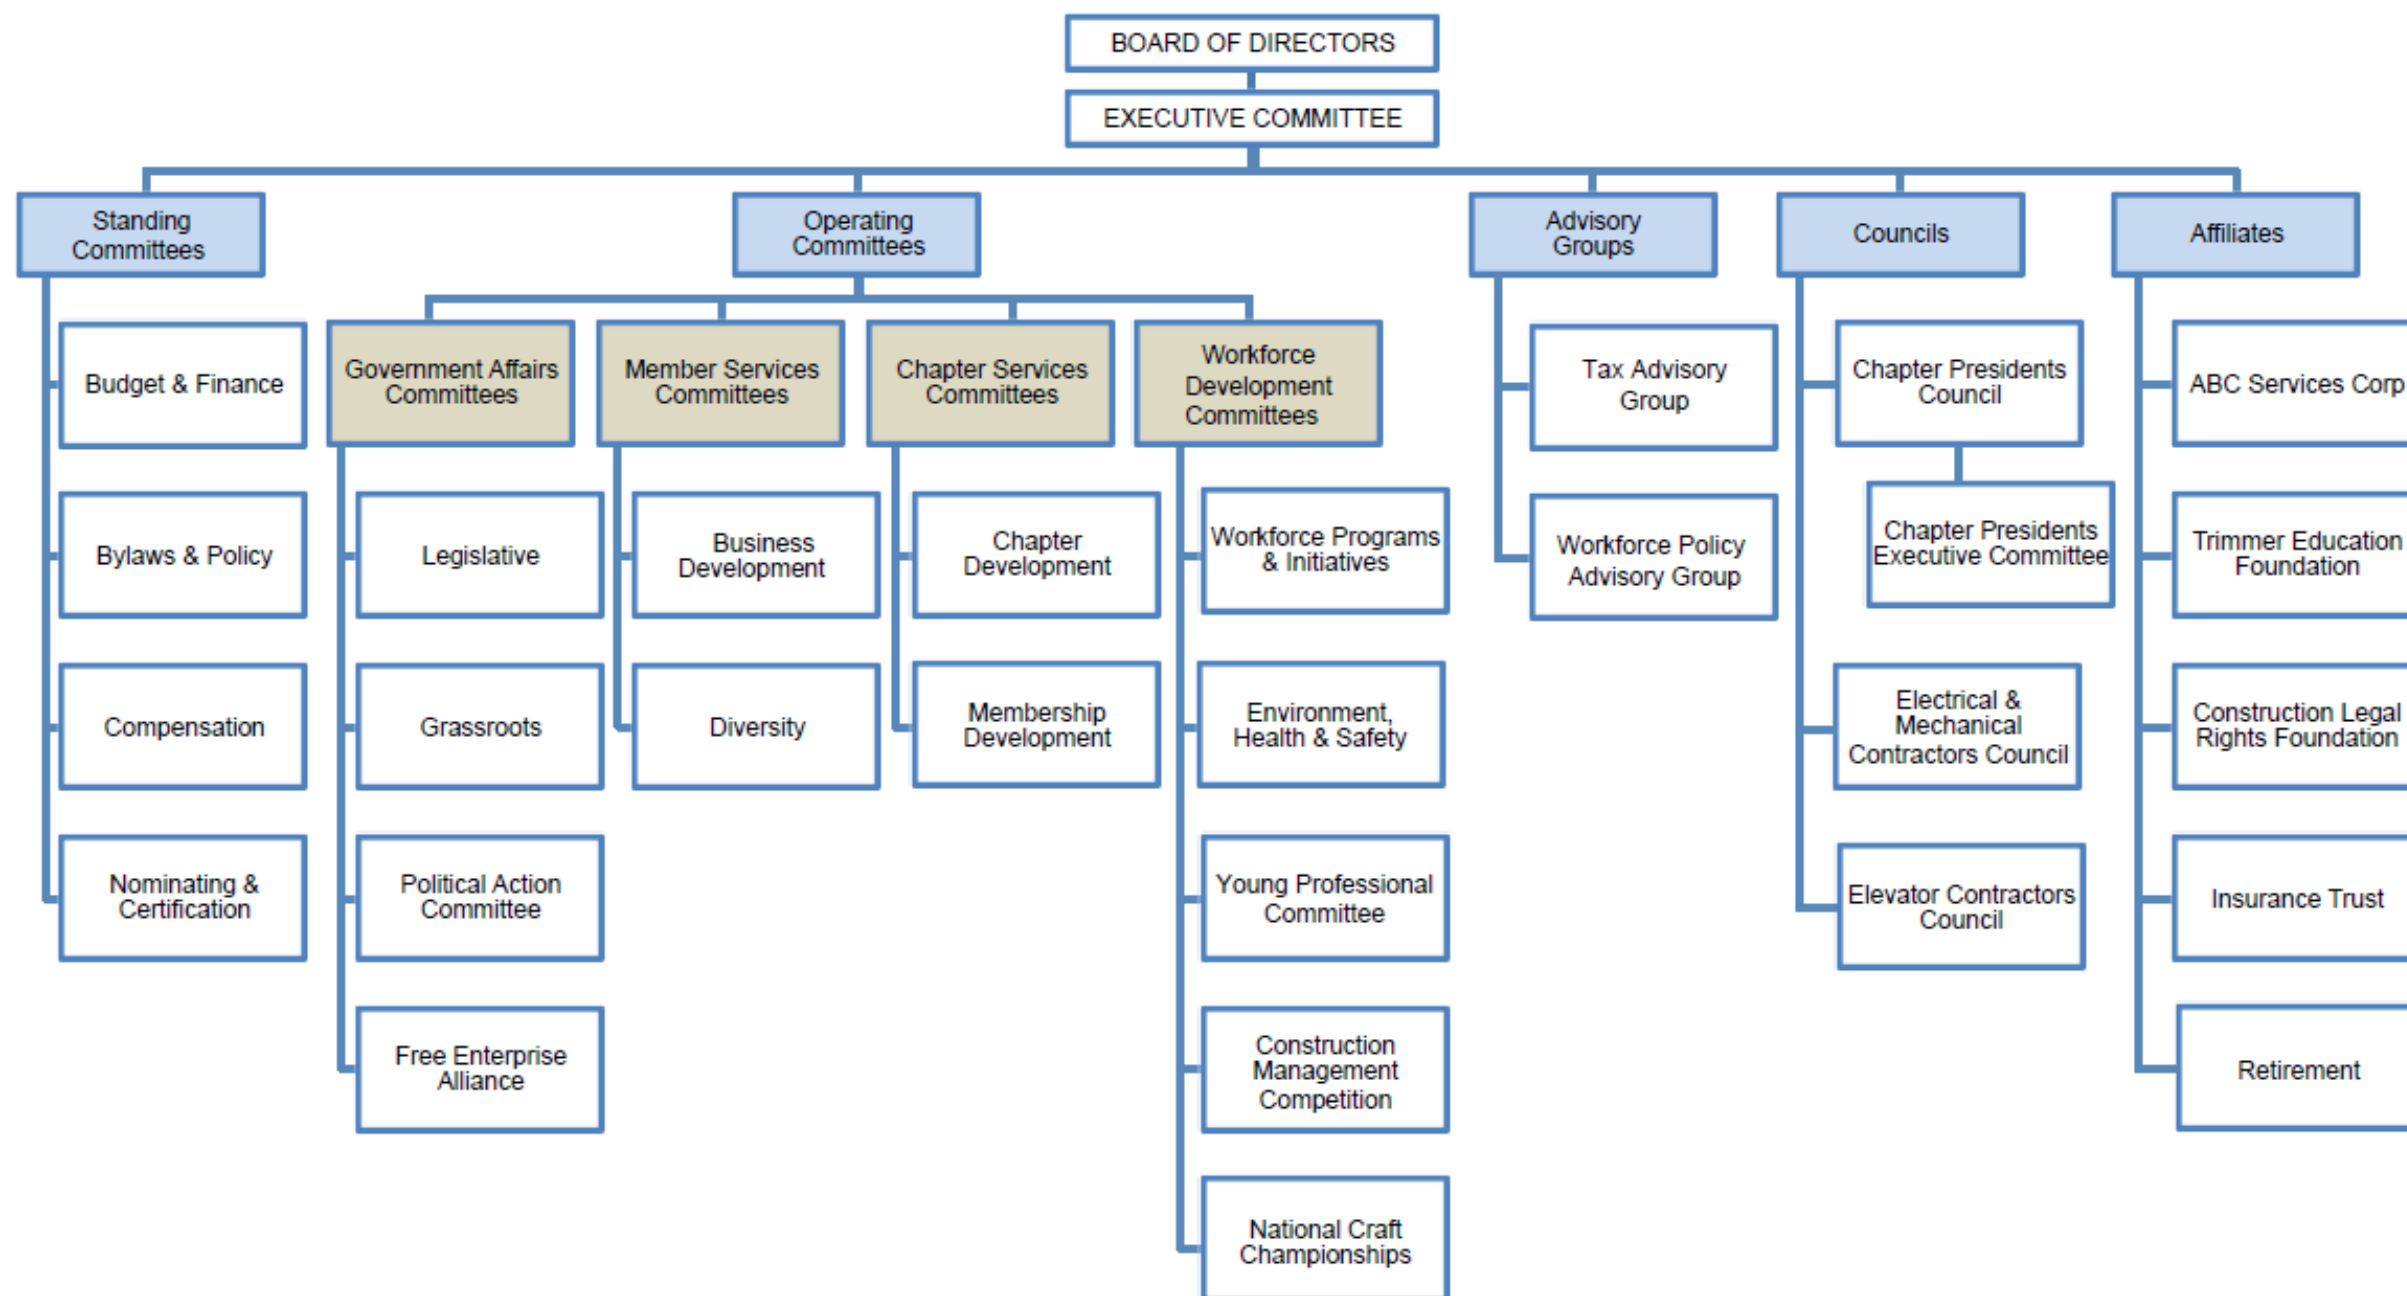 BOARD OF DIRECTORS
EXECUTIVE COMMITTEE
Standing
Committees
Operating
Committees
Advisory
Groups
Councils
Affiliates
Budget & Finance
Bylaws & Policy
Compensation
Nominating &
Certification
Government Affairs
Committees
Legislative
Grassroots
Political Action
Committee
Free Enterprise
Alliance
Member Services
Committees
Business
Development
Diversity
Chapter Services
Committees
Chapter
Development
Membership
Development
Workforce
Development
Committees
Workforce Programs
& Initiatives
Environment,
Health & Safety
Young Professional
Committee
Construction
Management
Competition
National Craft
Championships
Tax Advisory
Group
Workforce Policy
Advisory Group
Chapter Presidents
Council
Chapter Presidents
Executive Committee
Electrical &
Mechanical
Contractors Council
Elevator Contractors
Council
ABC Services Corp
Trimmer Education
Foundation
Construction Legal
Rights Foundation
Insurance Trust
Retirement